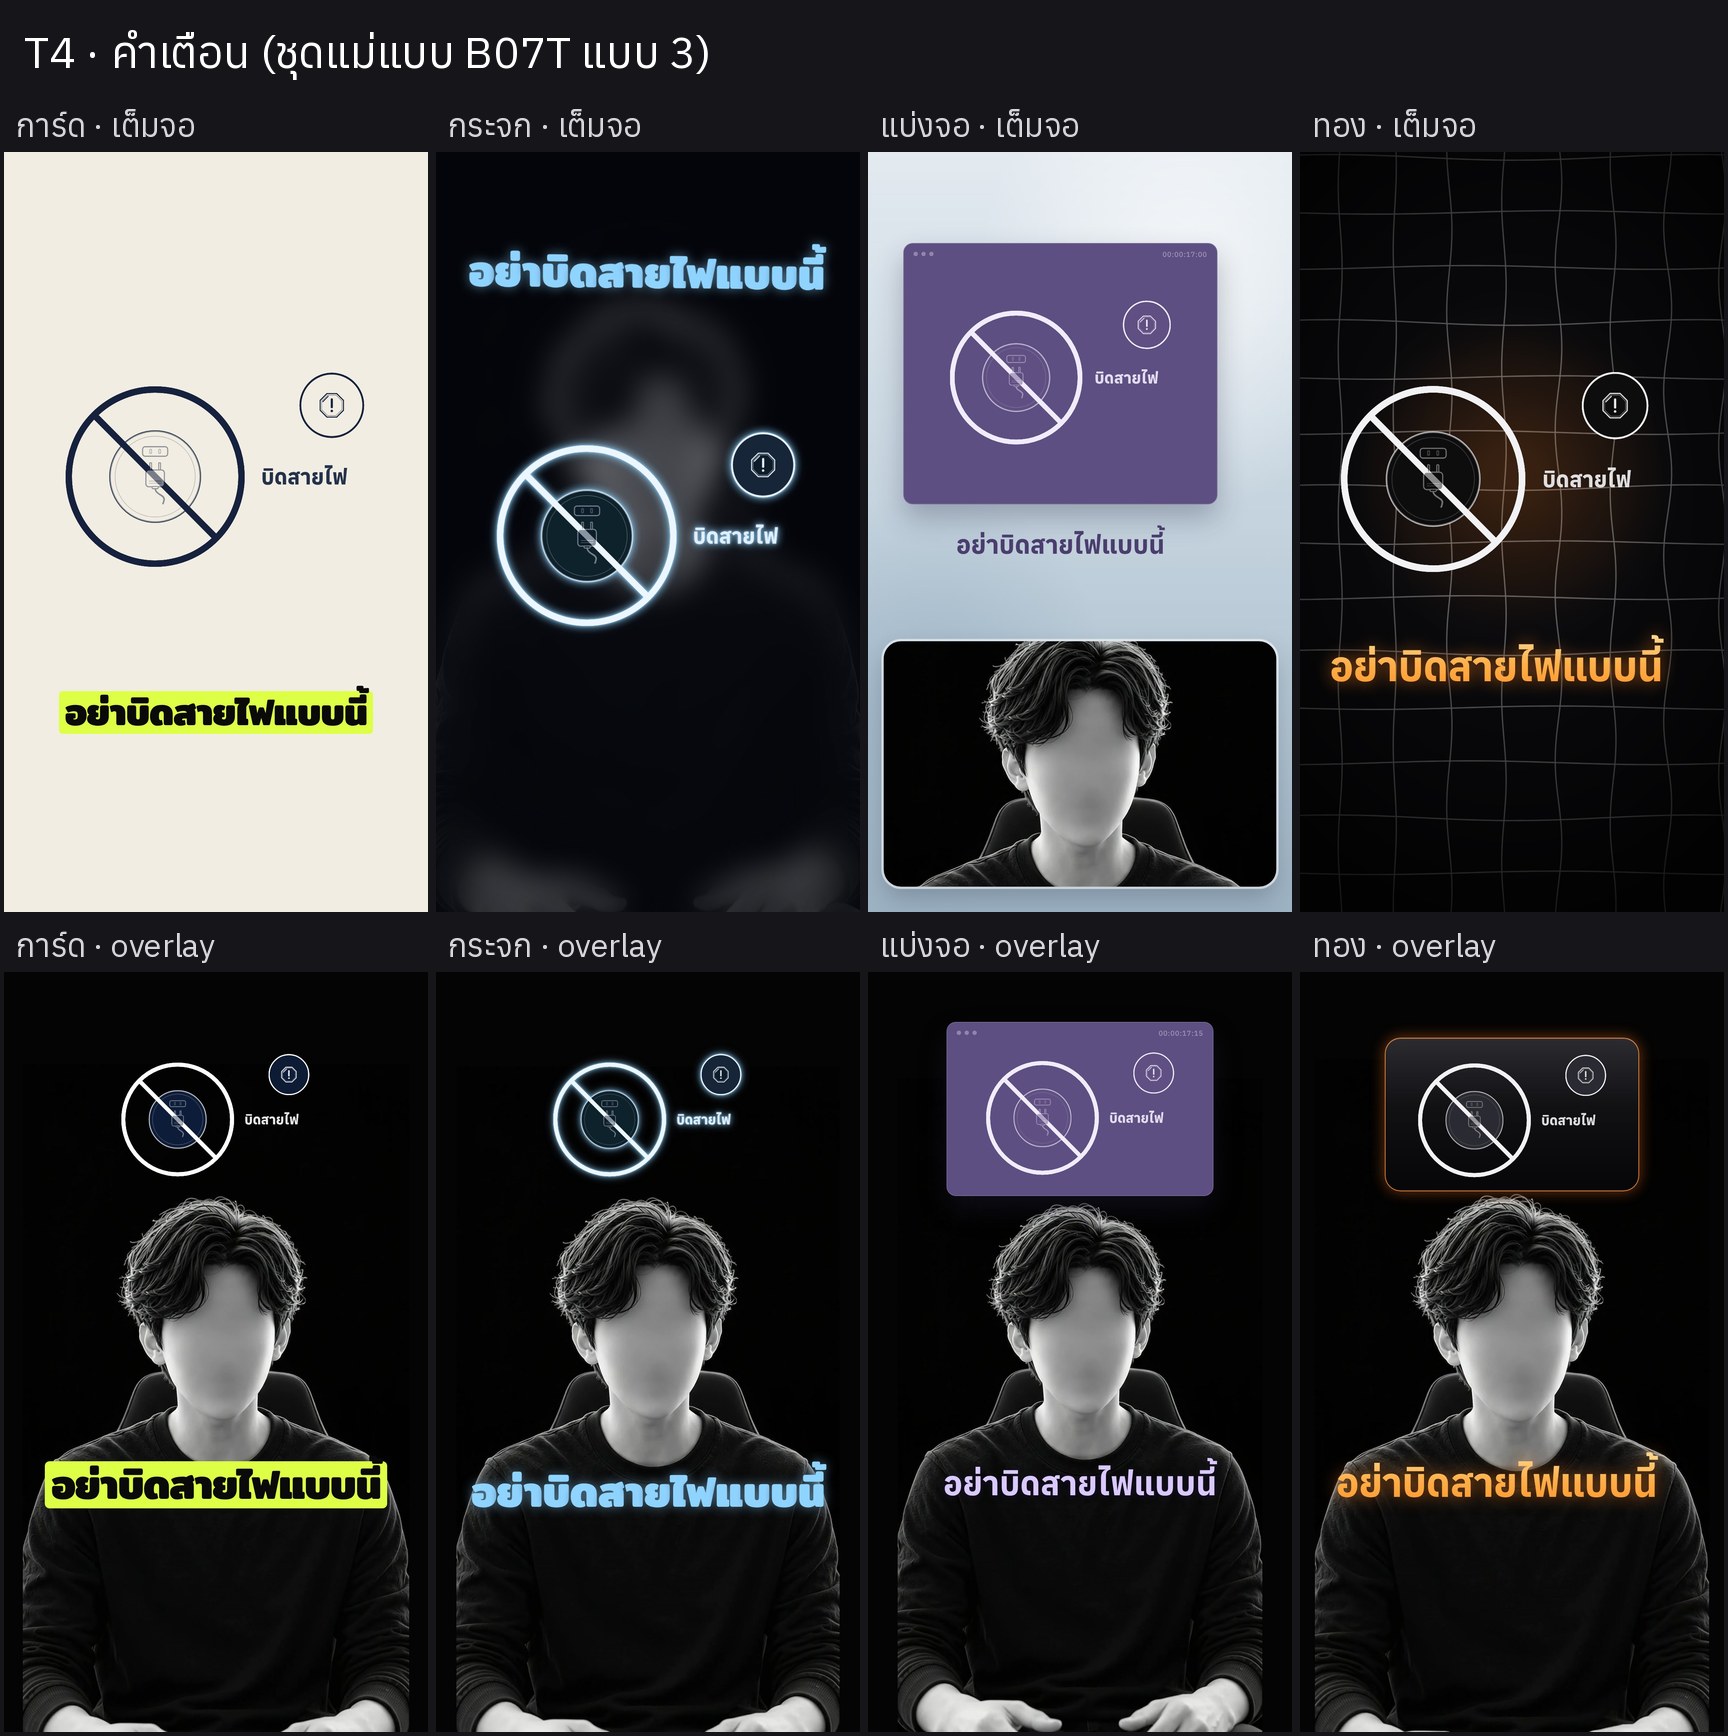 T4 · คำเตือน (ชุดแม่แบบ B07T แบบ 3)
การ์ด · เต็มจอ
กระจก · เต็มจอ
แบ่งจอ · เต็มจอ
ทอง · เต็มจอ
!
บิดสายไฟ
อย่าบิดสายไฟแบบนี้
อย่าบิดสายไฟแบบนี้
!
บิดสายไฟ
00:00:17:00
!
บิดสายไฟ
อย่าบิดสายไฟแบบนี้
!
บิดสายไฟ
อย่าบิดสายไฟแบบนี้
การ์ด · overlay
กระจก · overlay
แบ่งจอ · overlay
ทอง · overlay
!
บิดสายไฟ
อย่าบิดสายไฟแบบนี้
!
บิดสายไฟ
อย่าบิดสายไฟแบบนี้
00:00:17:15
!
บิดสายไฟ
อย่าบิดสายไฟแบบนี้
!
บิดสายไฟ
อย่าบิดสายไฟแบบนี้